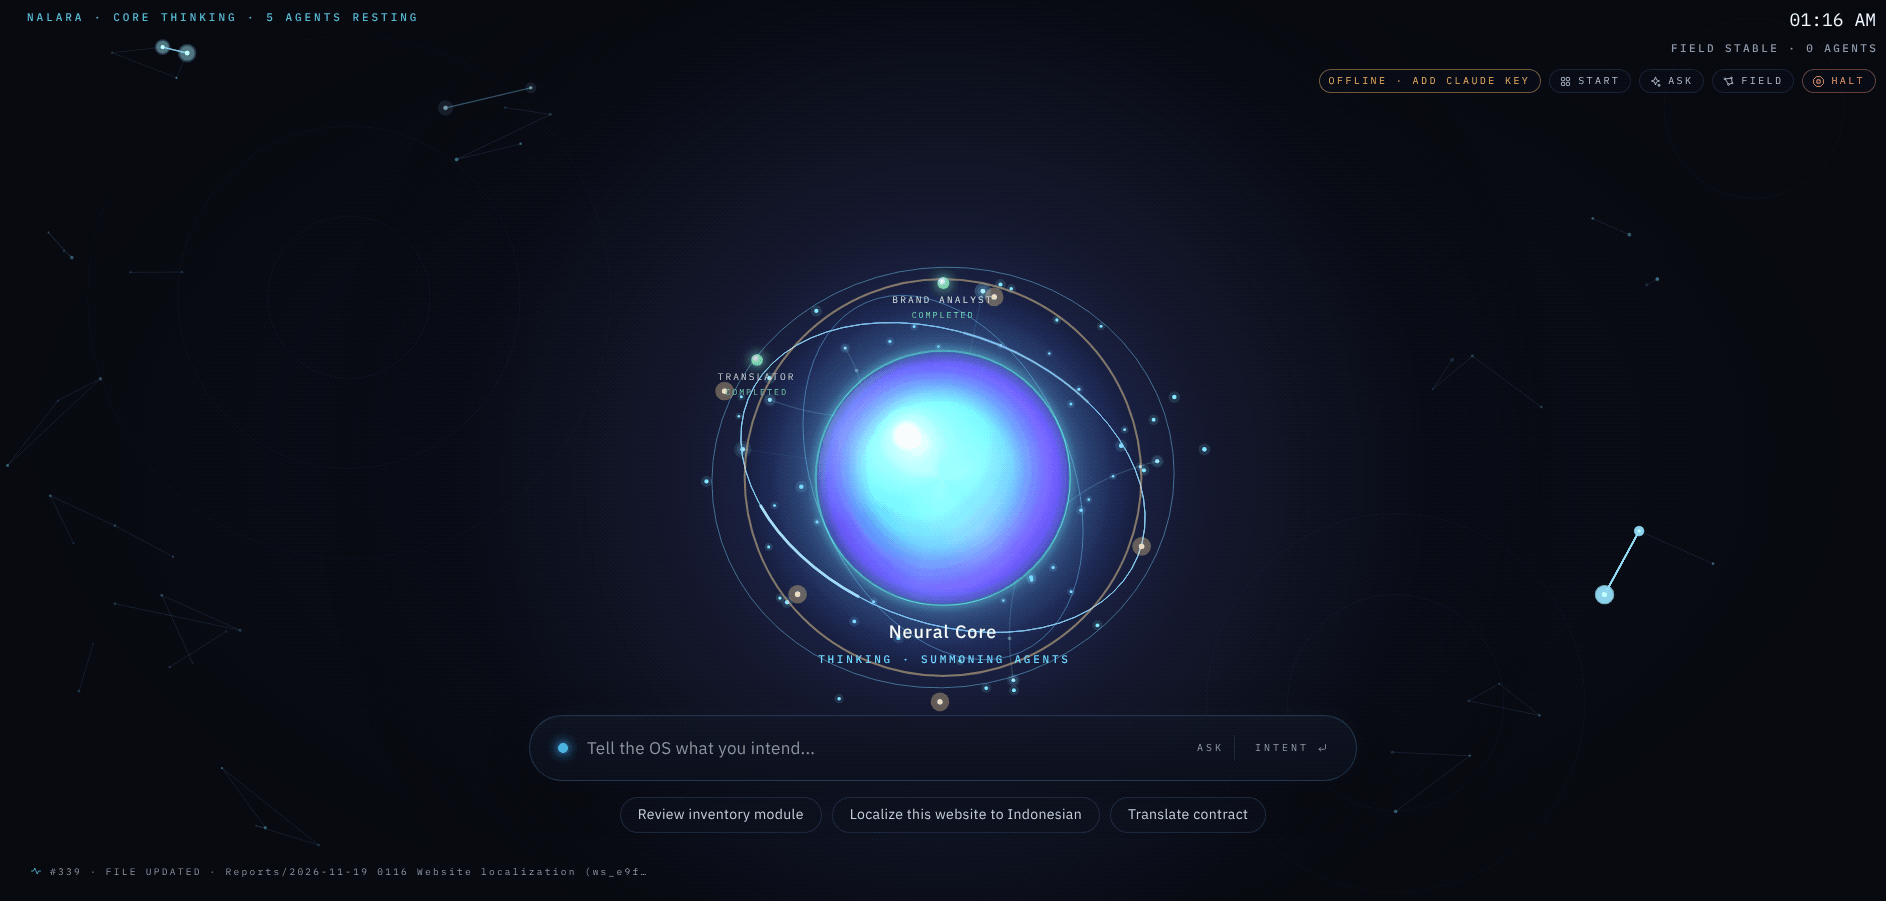 NALARA · CORE THINKING · 5 AGENTS RESTING
01:16 AM
FIELD STABLE · 0 AGENTS
OFFLINE · ADD CLAUDE KEY
START
ASK
FIELD
HALT
BRAND ANALYST
COMPLETED
TRANSLATOR
COMPLETED
Neural Core
THINKING · SUMMONING AGENTS
Tell the OS what you intend...
ASK
INTENT
Review inventory module
Localize this website to Indonesian
Translate contract
#339 · FILE UPDATED · Reports/2026-11-19 0116 Website localization (ws_e9f…